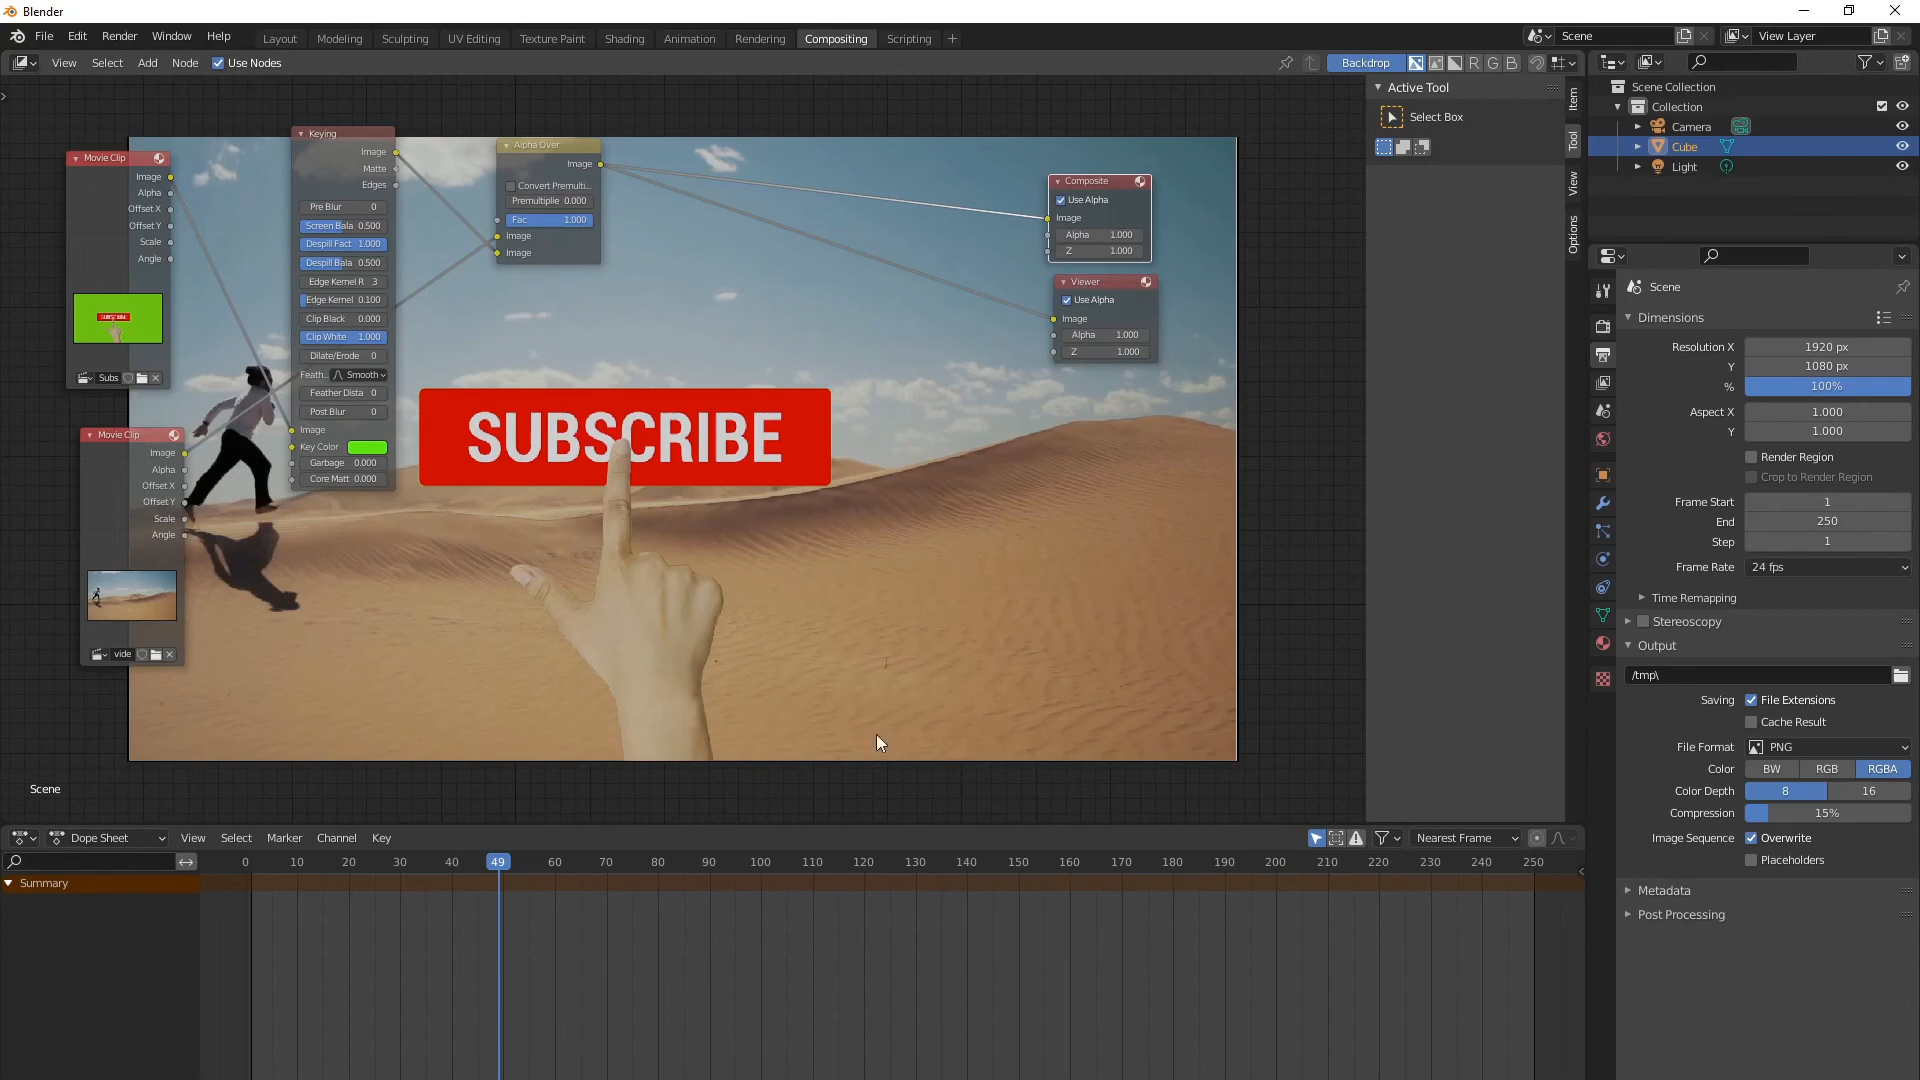 Blender
File Edit Render Window Help
Layout Modeling Sculpting UV Editing Texture Paint Shading Animation Rendering Compositing Scripting +
Scene
View Layer
View Select Add Node Use Nodes
Backdrop R G B
Active Tool
Select Box
Item
Tool
View
Options
Scene Collection
Collection
Camera
Cube
Light
Movie Clip
Image
Alpha
Offset X
Offset Y
Scale
Angle
Subs
Movie Clip
Image
Alpha
Offset X
Offset Y
Scale
Angle
vide
Keying
Image
Matte
Edges
Pre Blur 0
Screen Bala 0.500
Despill Fact 1.000
Despill Bala 0.500
Edge Kernel R 3
Edge Kernel 0.100
Clip Black 0.000
Clip White 1.000
Dilate/Erode 0
Feath.. Smooth
Feather Dista 0
Post Blur 0
Image
Key Color
Garbage 0.000
Core Matt 0.000
Alpha Over
Image
Convert Premulti...
Premultiplie 0.000
Fac 1.000
Image
Image
Composite
Use Alpha
Image
Alpha 1.000
Z 1.000
Viewer
Use Alpha
Image
Alpha 1.000
Z 1.000
SUBSCRIBE
Scene
Scene
Dimensions
Resolution X 1920 px
Y 1080 px
% 100%
Aspect X 1.000
Y 1.000
Render Region
Crop to Render Region
Frame Start 1
End 250
Step 1
Frame Rate 24 fps
Time Remapping
Stereoscopy
Output
/tmp\
Saving File Extensions
Cache Result
File Format PNG
Color BW RGB RGBA
Color Depth 8 16
Compression 15%
Image Sequence Overwrite
Placeholders
Metadata
Post Processing
Dope Sheet View Select Marker Channel Key
Nearest Frame
0 10 20 30 40 49 60 70 80 90 100 110 120 130 140 150 160 170 180 190 200 210 220 230 240 250
Summary